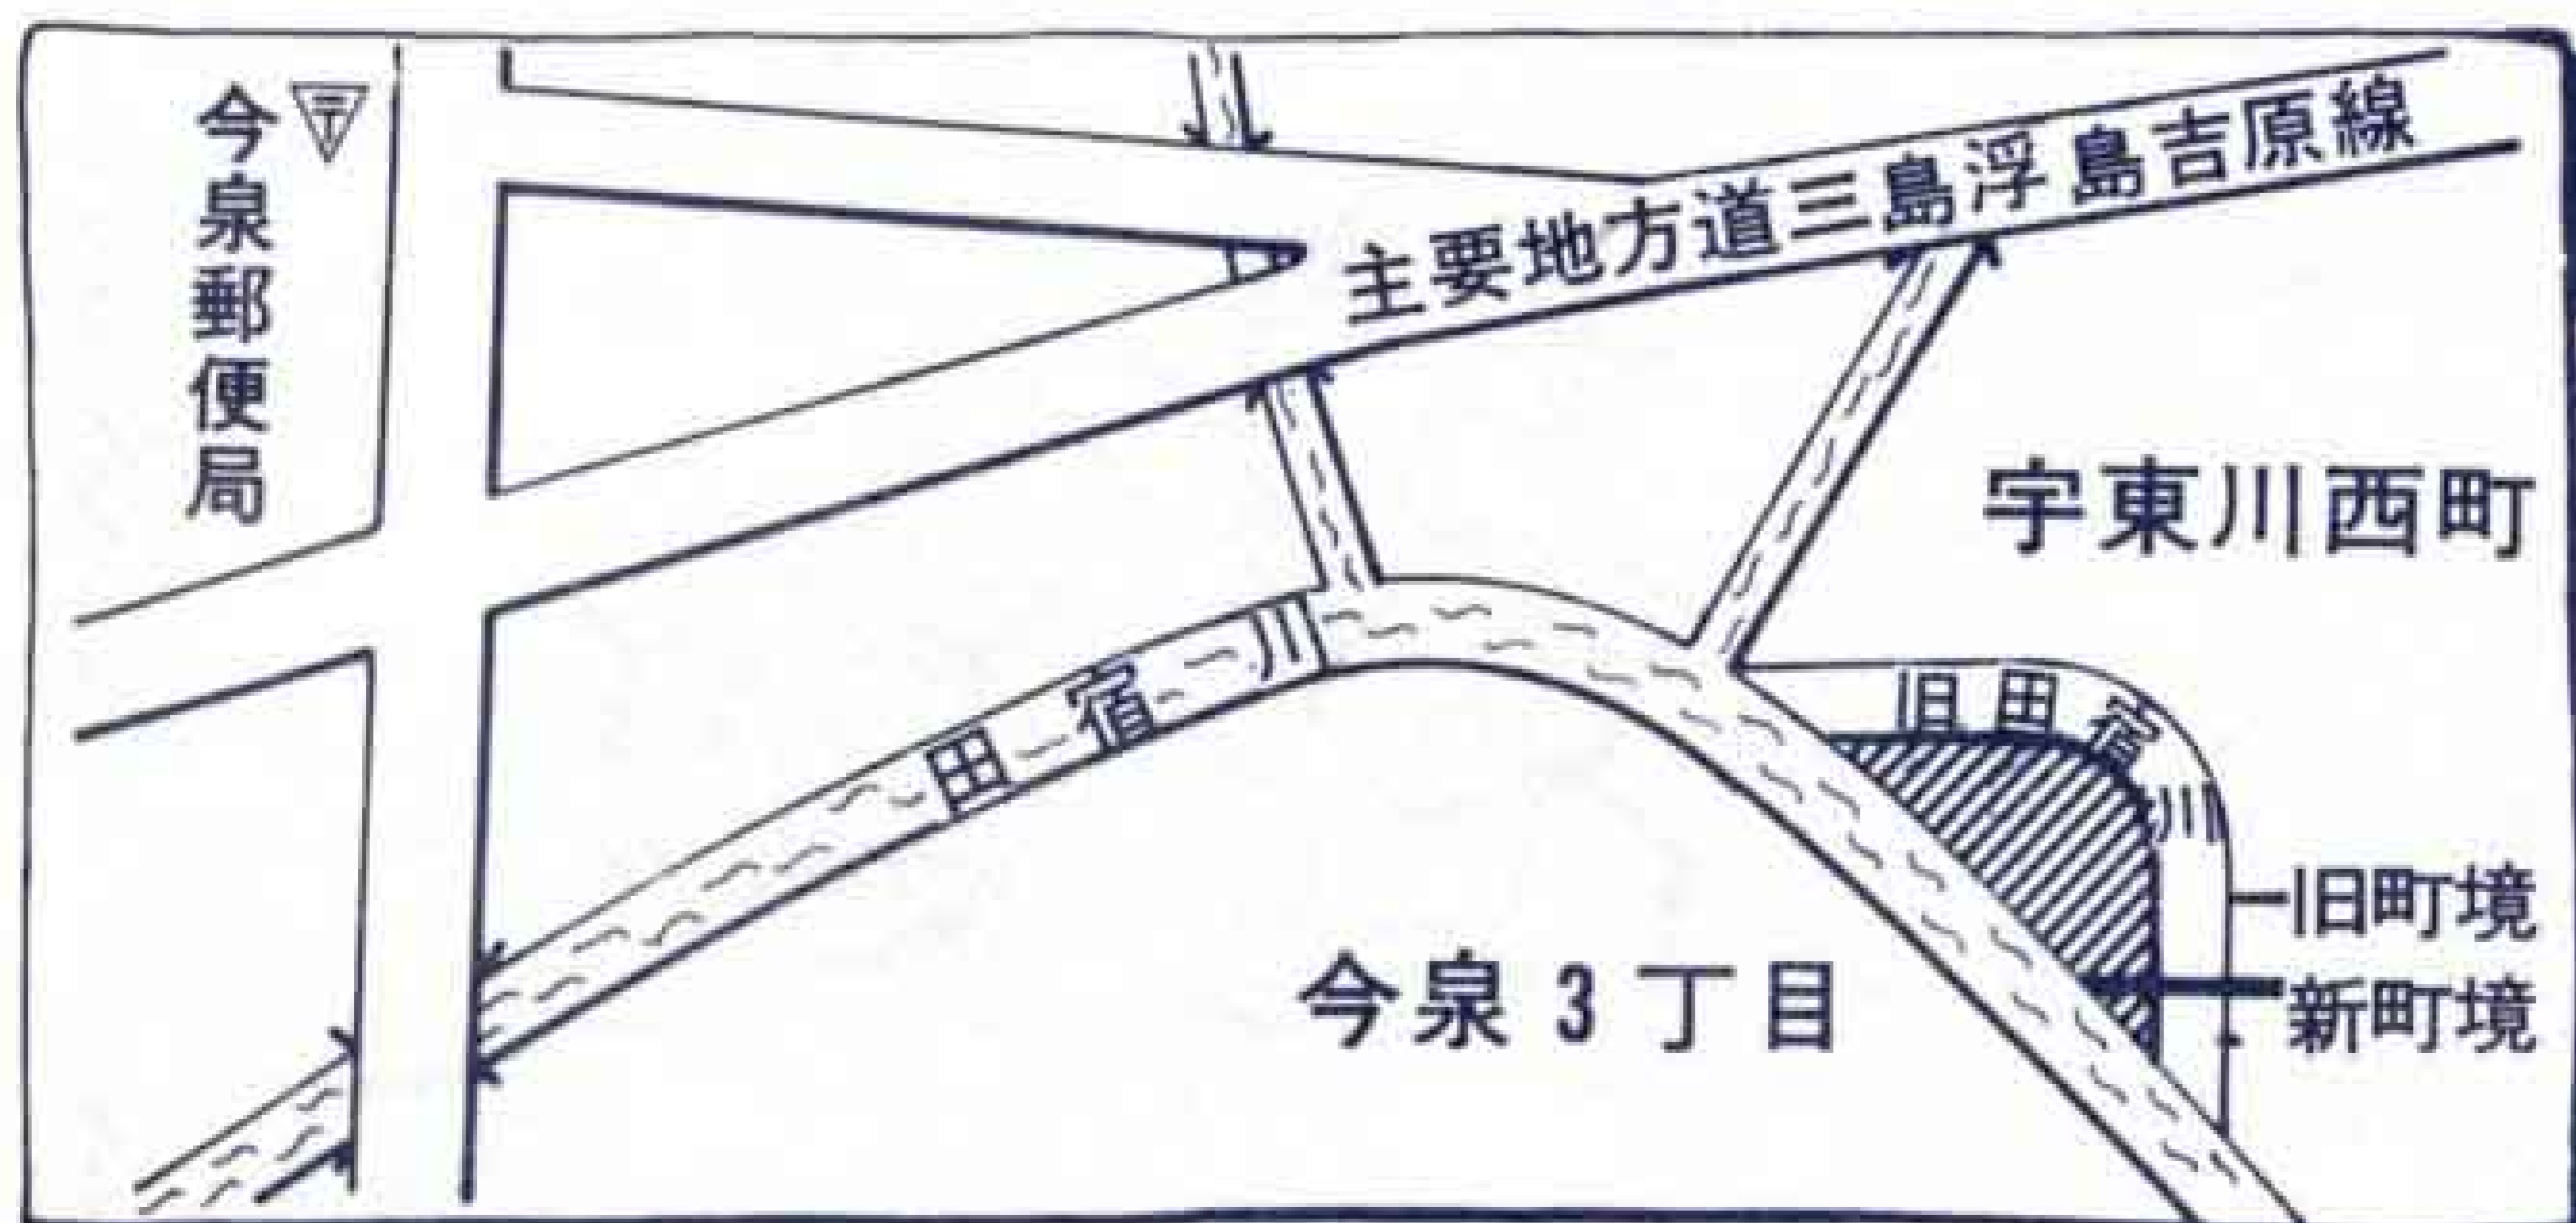 〒
今泉郵便局
主要地方道三島浮島吉原線
宇東川西町
田宿川
旧田宿川
旧町境
新町境
今泉3丁目